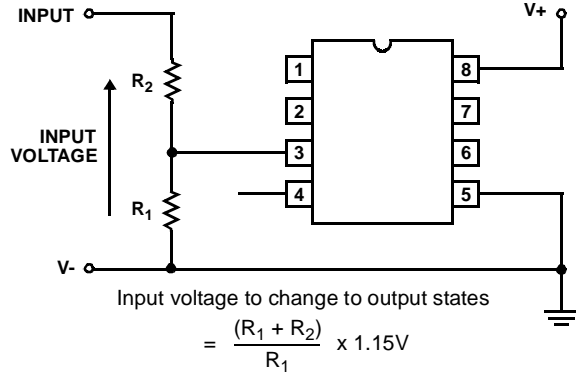 INPUT
V+
R2
INPUT
VOLTAGE
R1
V-
1
2
3
4
8
7
6
5
Input voltage to change to output states
= (R1 + R2)
R1
x 1.15V